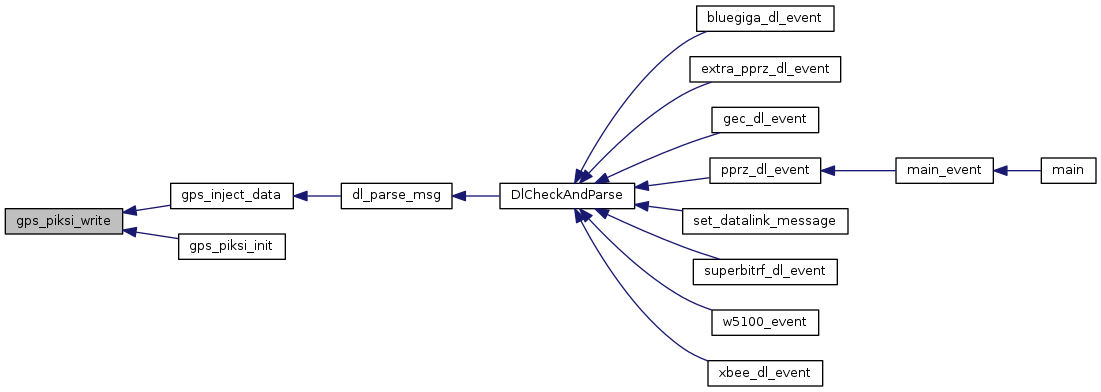 bluegiga_dl_event
extra_pprz_dl_event
gec_dl_event
pprz_dl_event
main_event
main
gps_inject_data
dl_parse_msg
DlCheckAndParse
gps_piksi_write
set_datalink_message
gps_piksi_init
superbitrf_dl_event
w5100_event
xbee_dl_event